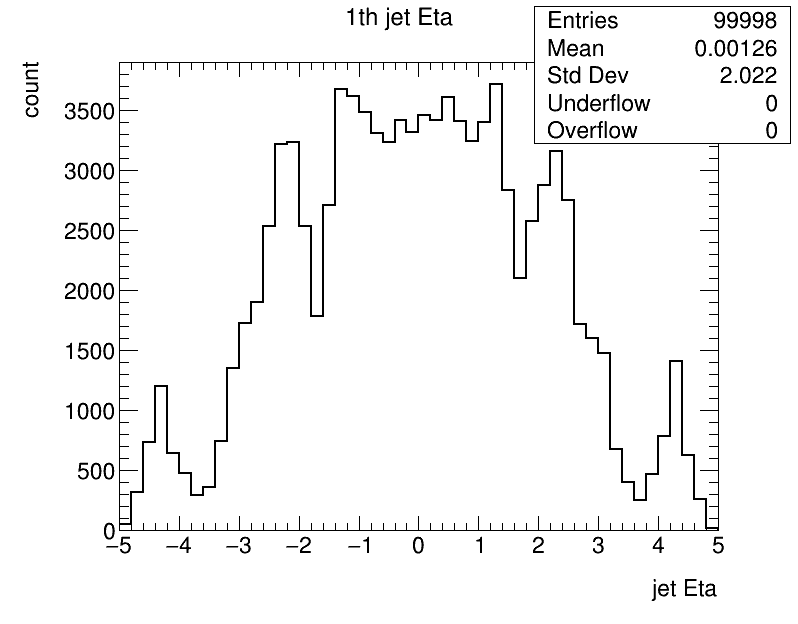 1th jet Eta
Entries 99998
Mean 0.00126
Std Dev 2.022
Underflow 0
Overflow 0
count
3500
3000
2500
2000
1500
1000
500
0
−5 −4 −3 −2 −1 0 1 2 3 4 5
jet Eta